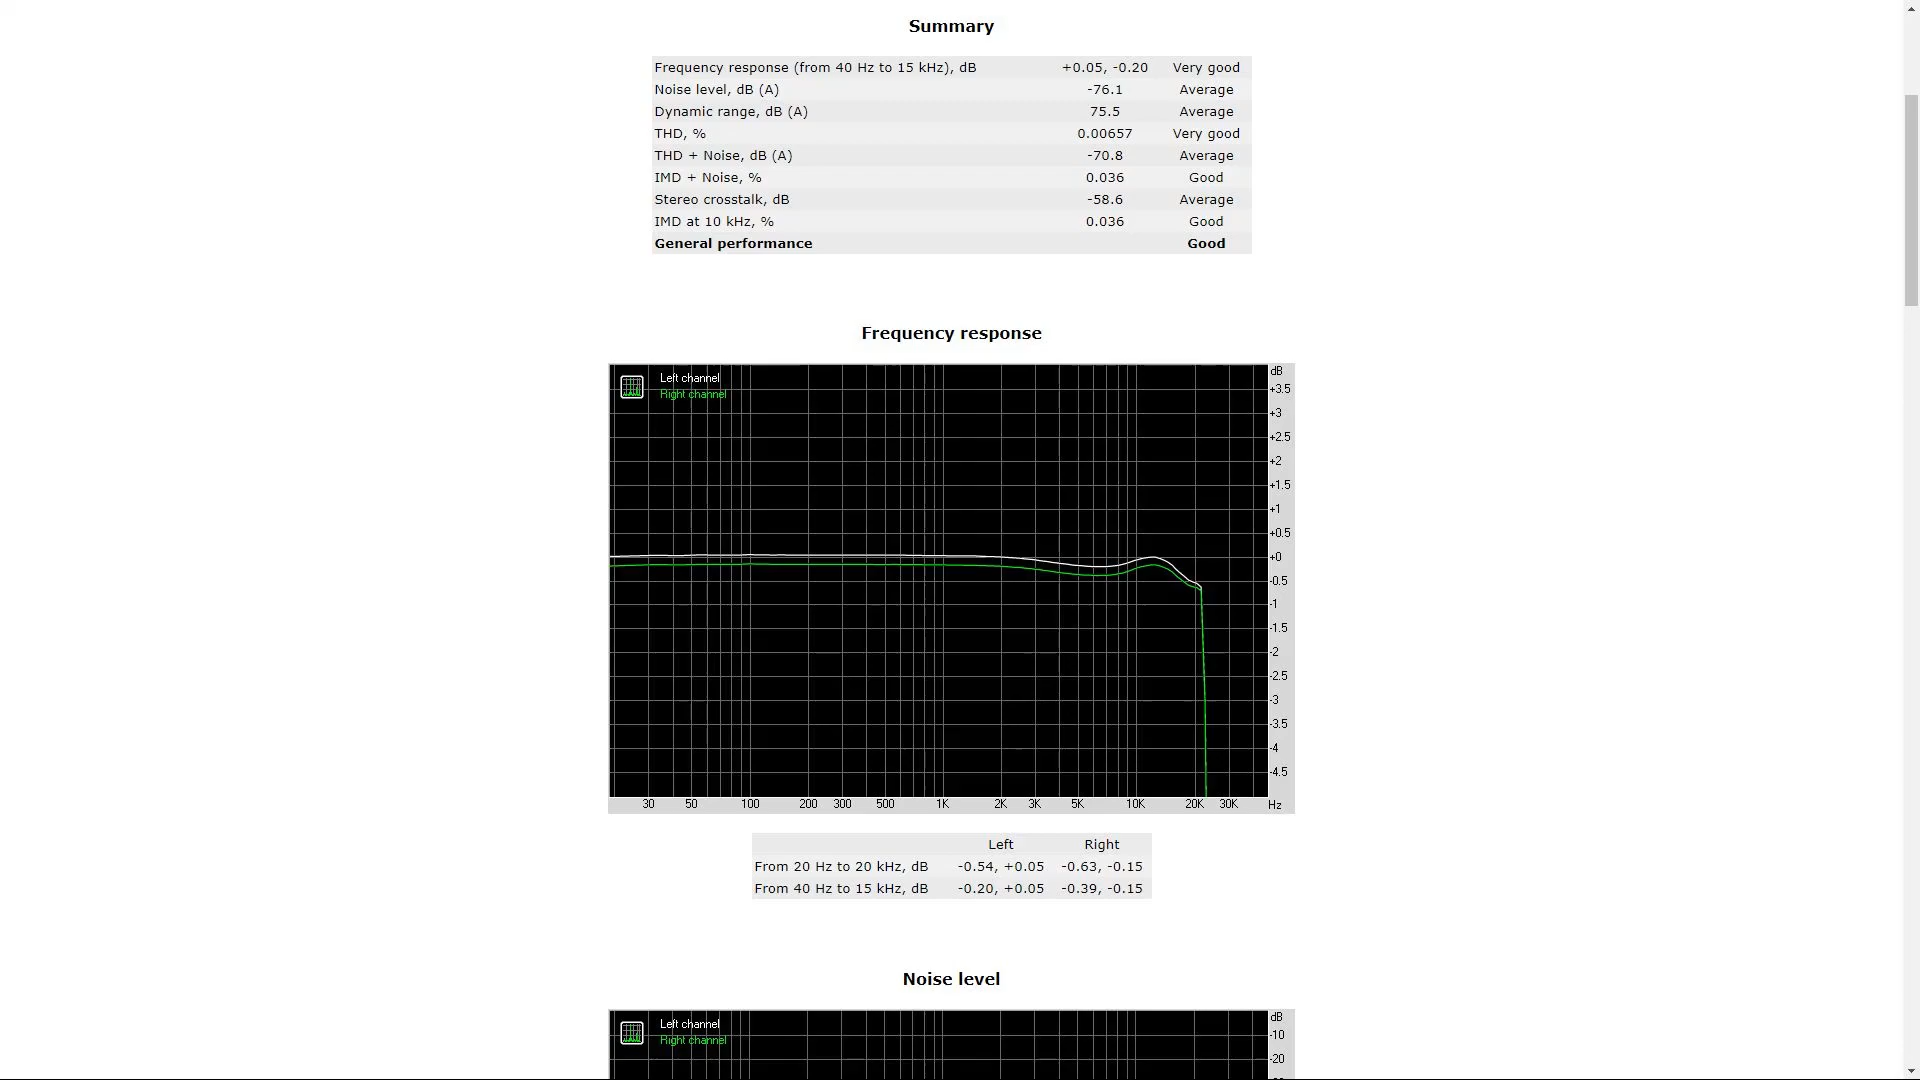 Summary
Frequency response (from 40 Hz to 15 kHz), dB +0.05, -0.20 Very good
Noise level, dB (A) -76.1 Average
Dynamic range, dB (A) 75.5 Average
THD, % 0.00657 Very good
THD + Noise, dB (A) -70.8 Average
IMD + Noise, % 0.036 Good
Stereo crosstalk, dB -58.6 Average
IMD at 10 kHz, % 0.036 Good
General performance Good
Frequency response
Left channel
Right channel
dB
+3.5
+3
+2.5
+2
+1.5
+1
+0.5
+0
-0.5
-1
-1.5
-2
-2.5
-3
-3.5
-4
-4.5
30 50 100 200 300 500 1K 2K 3K 5K 10K 20K 30K Hz
Left Right
From 20 Hz to 20 kHz, dB -0.54, +0.05 -0.63, -0.15
From 40 Hz to 15 kHz, dB -0.20, +0.05 -0.39, -0.15
Noise level
Left channel
Right channel
dB
-10
-20